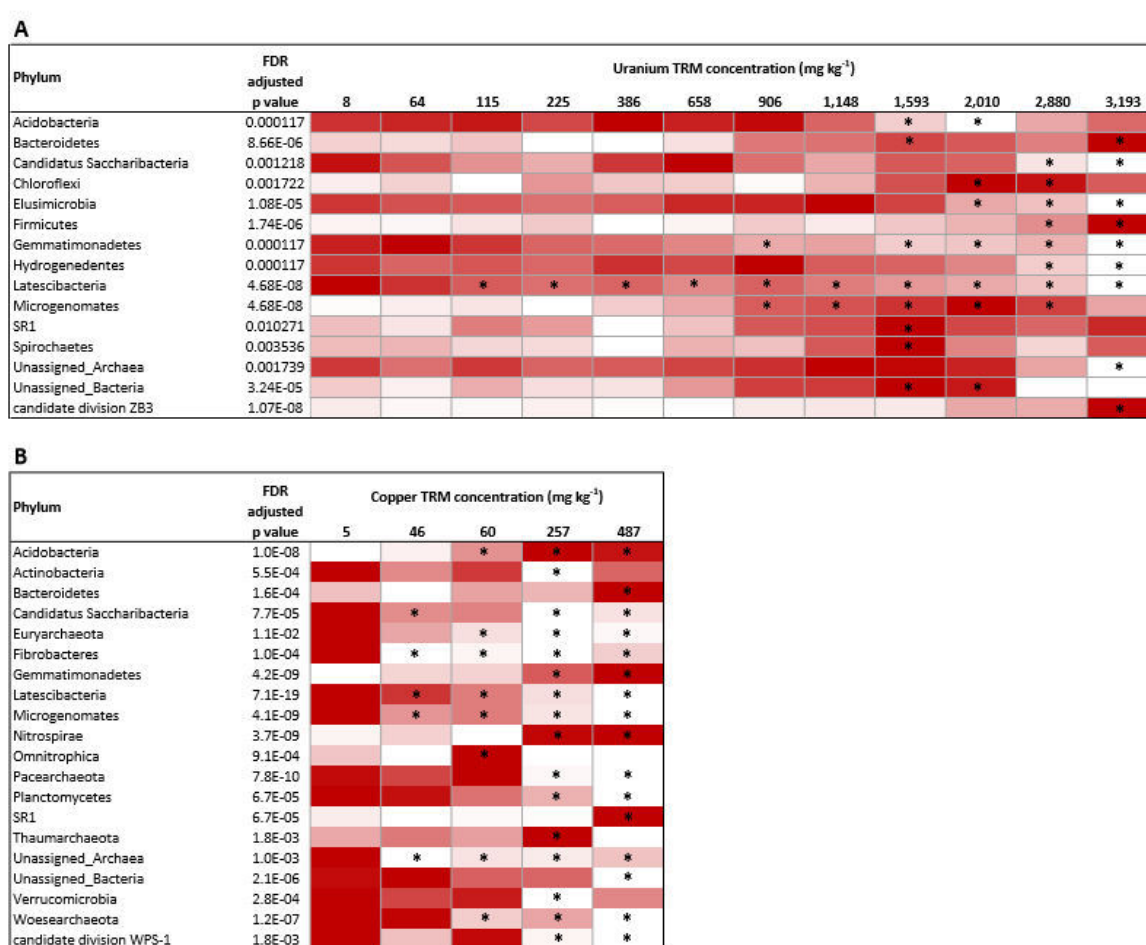 A
Phylum FDR adjusted p value Uranium TRM concentration (mg kg⁻¹)
8 64 115 225 386 658 906 1,148 1,593 2,010 2,880 3,193
Acidobacteria 0.000117 * *
Bacteroidetes 8.66E-06 * *
Candidatus Saccharibacteria 0.001218 * *
Chloroflexi 0.001722 * *
Elusimicrobia 1.08E-05 * * *
Firmicutes 1.74E-06 * *
Gemmatimonadetes 0.000117 * * * * *
Hydrogenedentes 0.000117 * *
Latescibacteria 4.68E-08 * * * * * * * * * *
Microgenomates 4.68E-08 * * * * *
SR1 0.010271 *
Spirochaetes 0.003536 *
Unassigned_Archaea 0.001739 *
Unassigned_Bacteria 3.24E-05 * *
candidate division ZB3 1.07E-08 *
B
Phylum FDR adjusted p value Copper TRM concentration (mg kg⁻¹)
5 46 60 257 487
Acidobacteria 1.0E-08 * * *
Actinobacteria 5.5E-04 *
Bacteroidetes 1.6E-04 *
Candidatus Saccharibacteria 7.7E-05 * * *
Euryarchaeota 1.1E-02 * * *
Fibrobacteres 1.0E-04 * * * *
Gemmatimonadetes 4.2E-09 * *
Latescibacteria 7.1E-19 * * * *
Microgenomates 4.1E-09 * * * *
Nitrospirae 3.7E-09 * *
Omnitrophica 9.1E-04 *
Pacearchaeota 7.8E-10 * *
Planctomycetes 6.7E-05 * *
SR1 6.7E-05 *
Thaumarchaeota 1.8E-03 *
Unassigned_Archaea 1.0E-03 * * * *
Unassigned_Bacteria 2.1E-06 *
Verrucomicrobia 2.8E-04 *
Woesearchaeota 1.2E-07 * * *
candidate division WPS-1 1.8E-03 * *